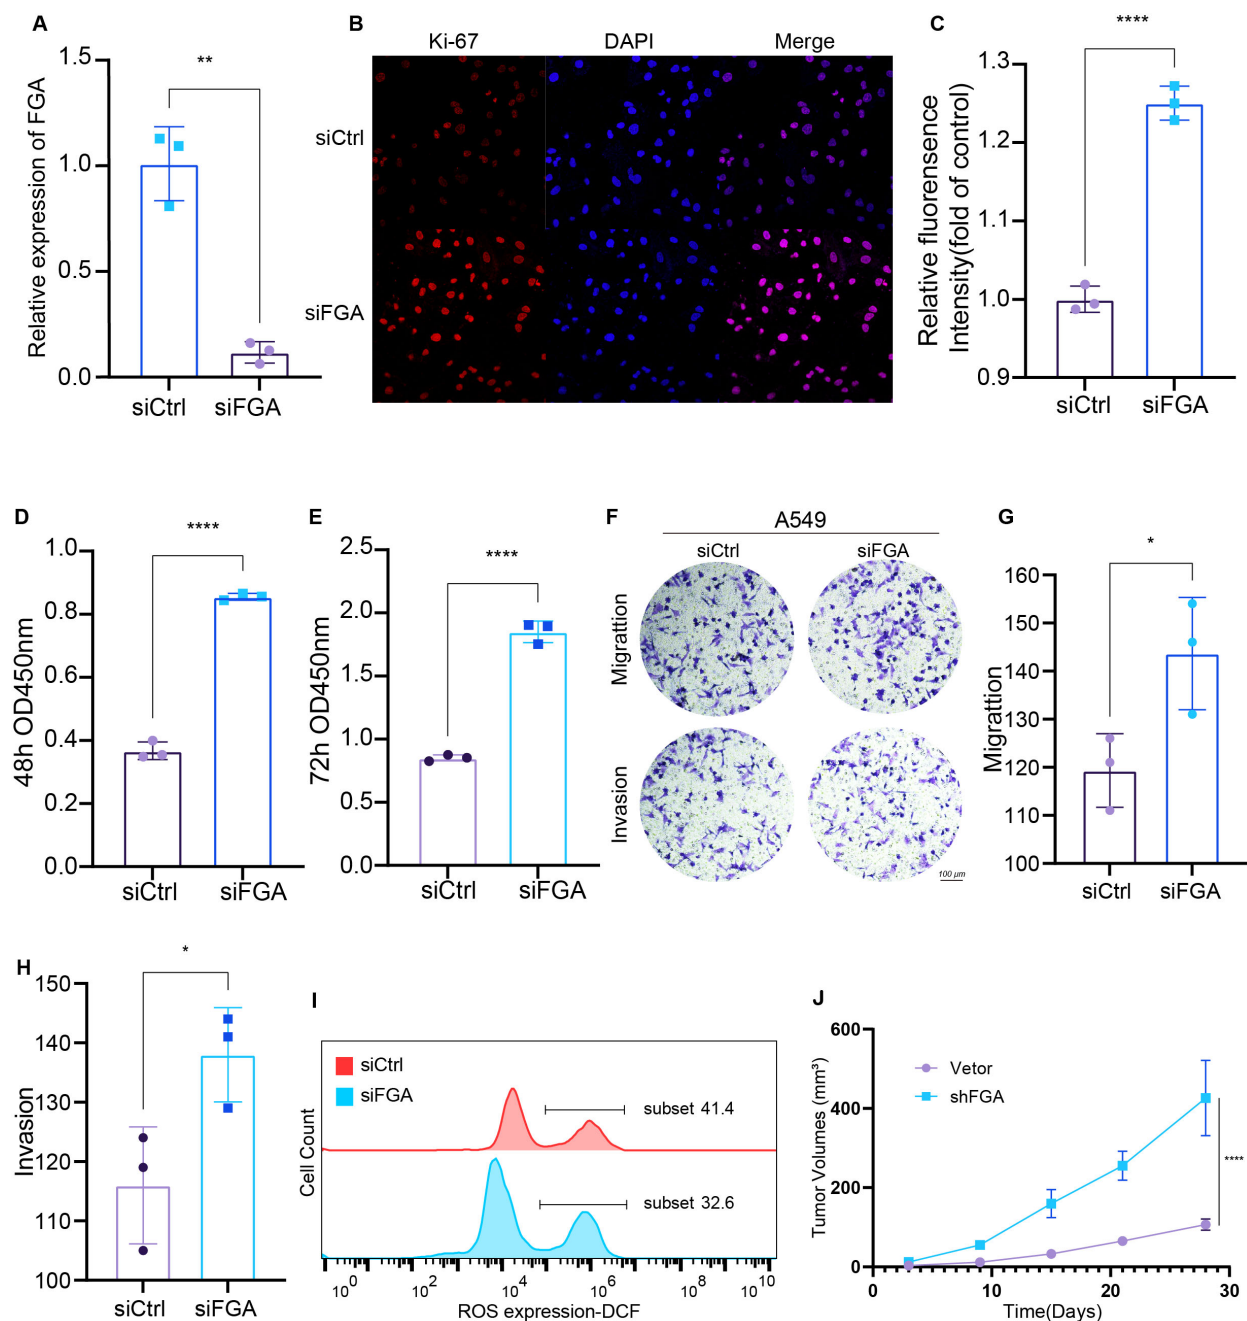 A
Relative expression of FGA
1.5
1.0
0.5
0.0
**
siCtrl
siFGA
B
Ki-67
DAPI
Merge
siCtrl
siFGA
C
Relative fluorensence
Intensity(fold of control)
1.3
1.2
1.1
1.0
0.9
****
siCtrl
siFGA
D
48h OD450nm
1.0
0.8
0.6
0.4
0.2
0.0
****
siCtrl
siFGA
E
72h OD450nm
2.5
2.0
1.5
1.0
0.5
0.0
****
siCtrl
siFGA
F
A549
siCtrl
siFGA
Migrattion
Invasion
100 μm
G
Migrattion
160
150
140
130
120
110
100
*
siCtrl
siFGA
H
Invasion
150
140
130
120
110
100
*
siCtrl
siFGA
I
Cell Count
siCtrl
siFGA
subset 41.4
subset 32.6
0
10^0
10^2
10^4
10^6
10^8
10^10
ROS expression-DCF
J
Tumor Volumes (mm³)
600
400
200
0
Vetor
shFGA
****
0
10
20
30
Time(Days)